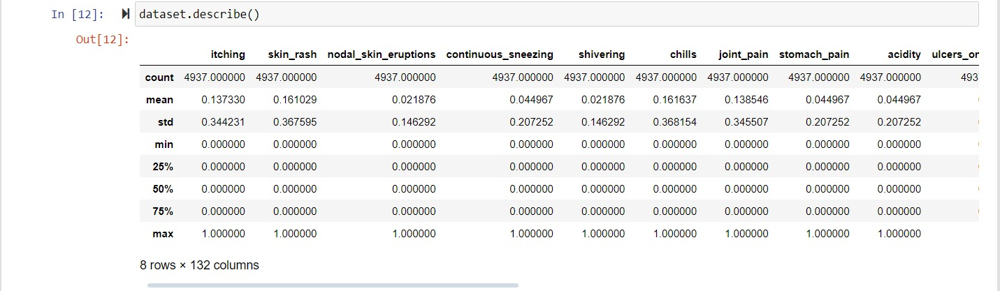 In [12]: dataset.describe()
Out[12]:
itching skin_rash nodal_skin_eruptions continuous_sneezing shivering chills joint_pain stomach_pain acidity ulcers_on
count 4937.000000 4937.000000 4937.000000 4937.000000 4937.000000 4937.000000 4937.000000 4937.000000 4937.000000 4937
mean 0.137330 0.161029 0.021876 0.044967 0.021876 0.161637 0.138546 0.044967 0.044967
std 0.344231 0.367595 0.146292 0.207252 0.146292 0.368154 0.345507 0.207252 0.207252
min 0.000000 0.000000 0.000000 0.000000 0.000000 0.000000 0.000000 0.000000 0.000000
25% 0.000000 0.000000 0.000000 0.000000 0.000000 0.000000 0.000000 0.000000 0.000000
50% 0.000000 0.000000 0.000000 0.000000 0.000000 0.000000 0.000000 0.000000 0.000000
75% 0.000000 0.000000 0.000000 0.000000 0.000000 0.000000 0.000000 0.000000 0.000000
max 1.000000 1.000000 1.000000 1.000000 1.000000 1.000000 1.000000 1.000000 1.000000
8 rows × 132 columns